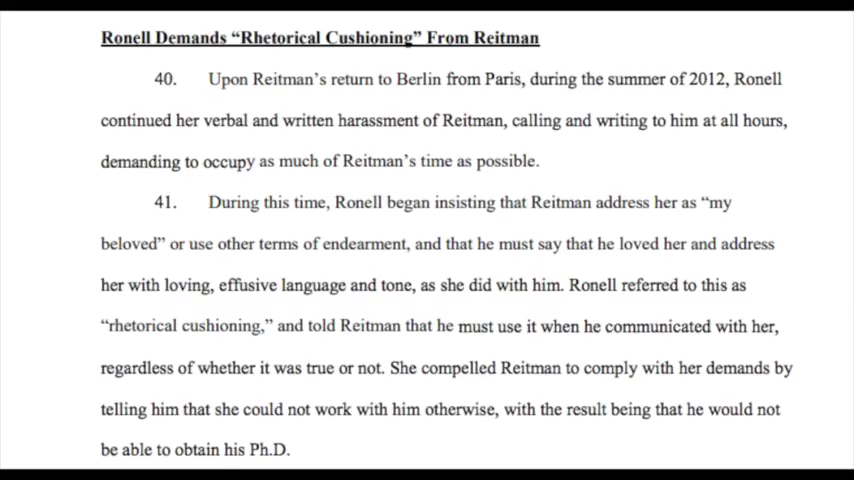 Ronell Demands “Rhetorical Cushioning” From Reitman
40. Upon Reitman’s return to Berlin from Paris, during the summer of 2012, Ronell
continued her verbal and written harassment of Reitman, calling and writing to him at all hours,
demanding to occupy as much of Reitman’s time as possible.
41. During this time, Ronell began insisting that Reitman address her as “my
beloved” or use other terms of endearment, and that he must say that he loved her and address
her with loving, effusive language and tone, as she did with him. Ronell referred to this as
“rhetorical cushioning,” and told Reitman that he must use it when he communicated with her,
regardless of whether it was true or not. She compelled Reitman to comply with her demands by
telling him that she could not work with him otherwise, with the result being that he would not
be able to obtain his Ph.D.